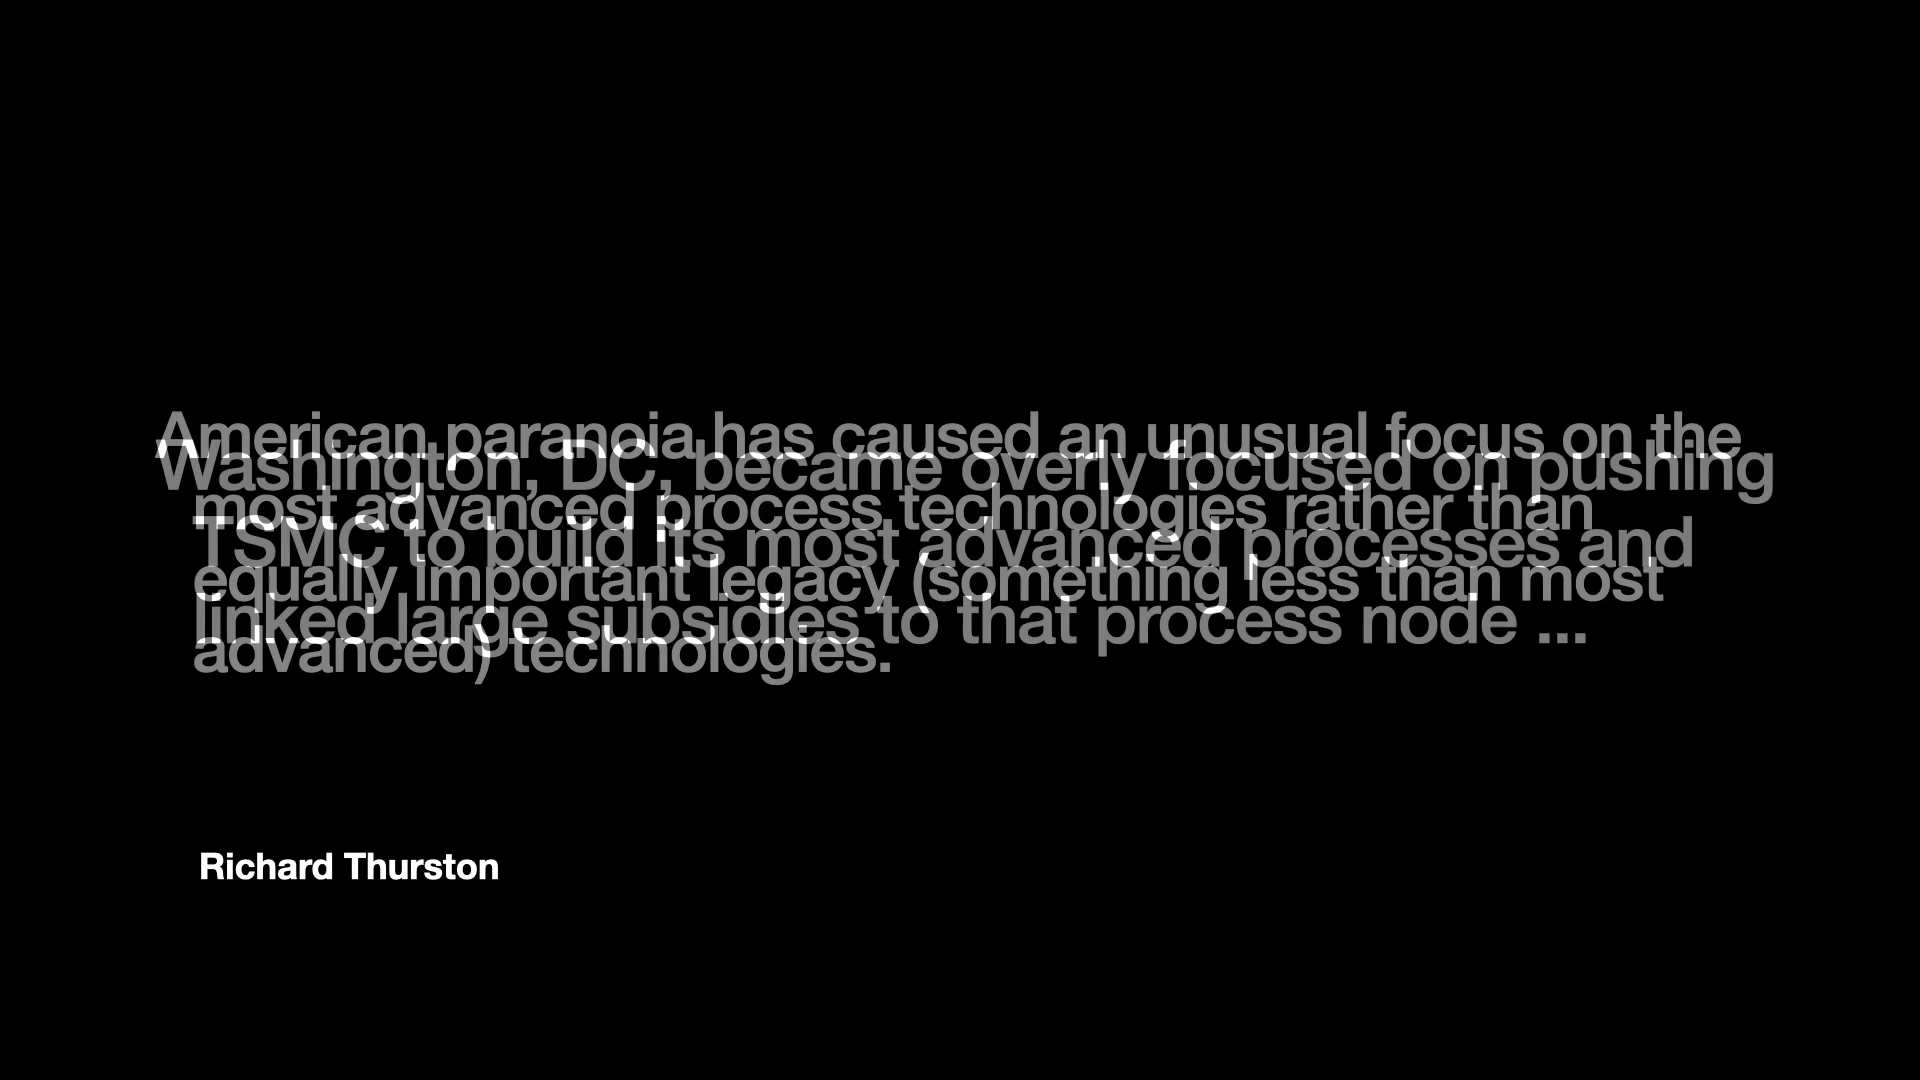 American paranoia has caused an unusual focus on the
Washington, DC, became overly focused on pushing
most advanced process technologies rather than
TSMC to build its most advanced processes and
equally important legacy (something less than most
linked large subsidies to that process node ...
advanced) technologies.
Richard Thurston